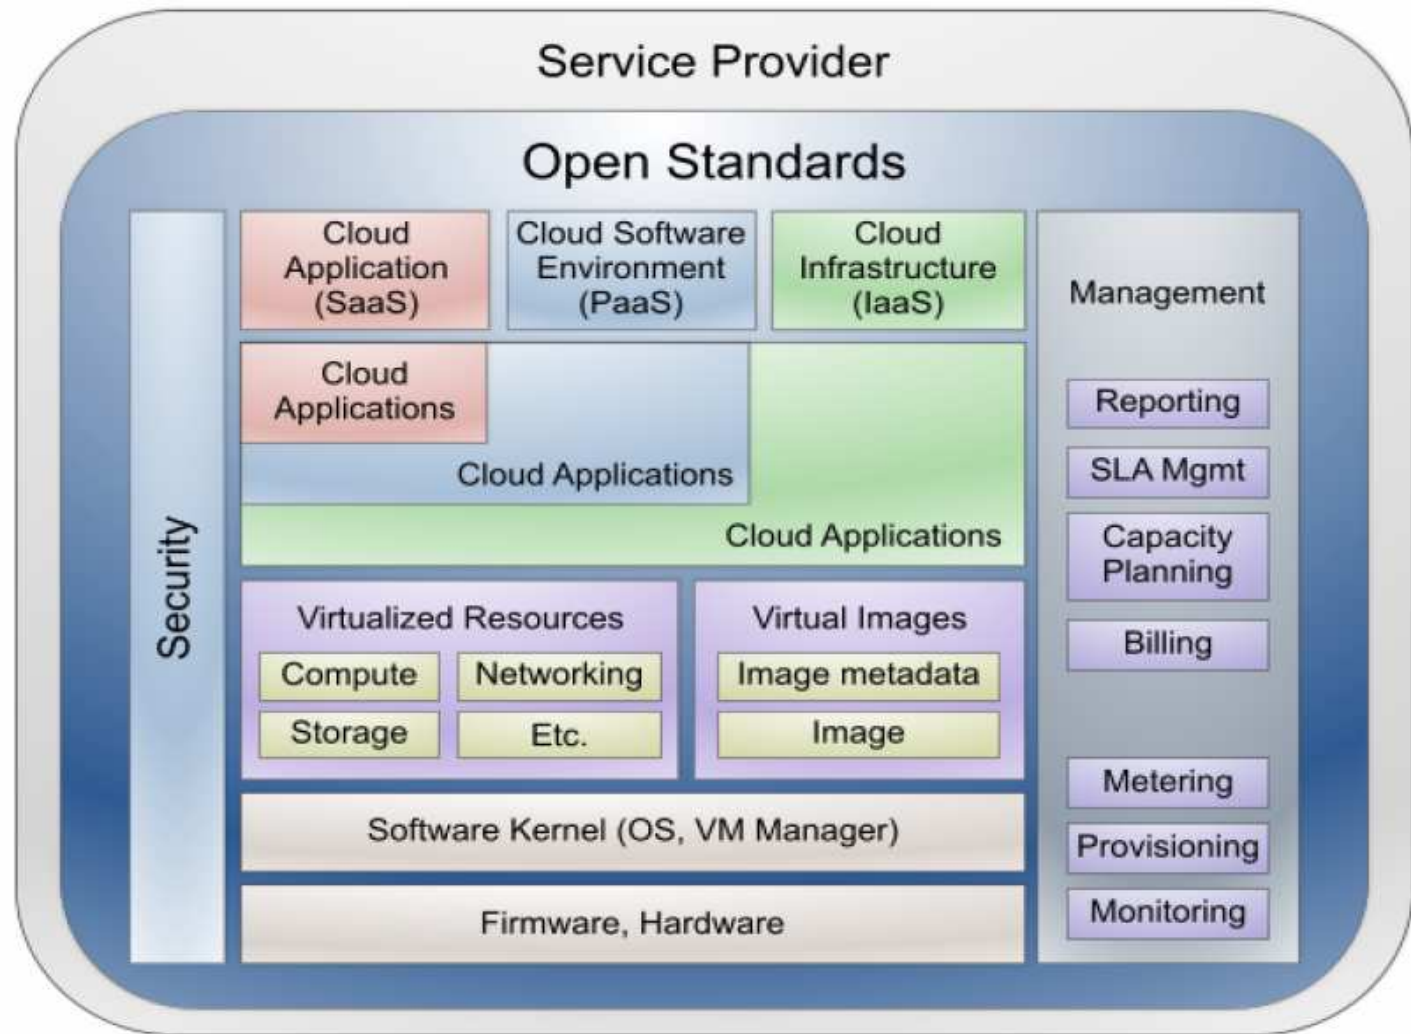 Service Provider
Open Standards
Security
Cloud
Application
(SaaS)
Cloud Software
Environment
(PaaS)
Cloud
Infrastructure
(IaaS)
Cloud
Applications
Cloud Applications
Cloud Applications
Virtualized Resources
Compute
Networking
Storage
Etc.
Virtual Images
Image metadata
Image
Software Kernel (OS, VM Manager)
Firmware, Hardware
Management
Reporting
SLA Mgmt
Capacity
Planning
Billing
Metering
Provisioning
Monitoring